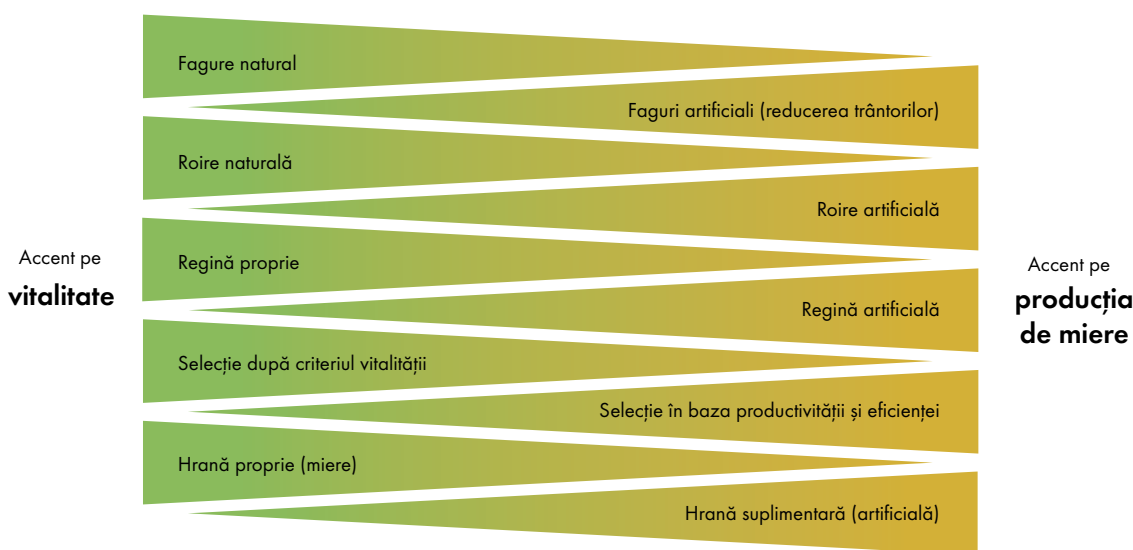 Fagure natural
Faguri artificiali (reducerea trântorilor)
Roire naturală
Roire artificială
Accent pe
vitalitate
Regină proprie
Regină artificială
Accent pe
producția
de miere
Selecție după criteriul vitalității
Selecție în baza productivității și eficienței
Hrană proprie (miere)
Hrană suplimentară (artificială)